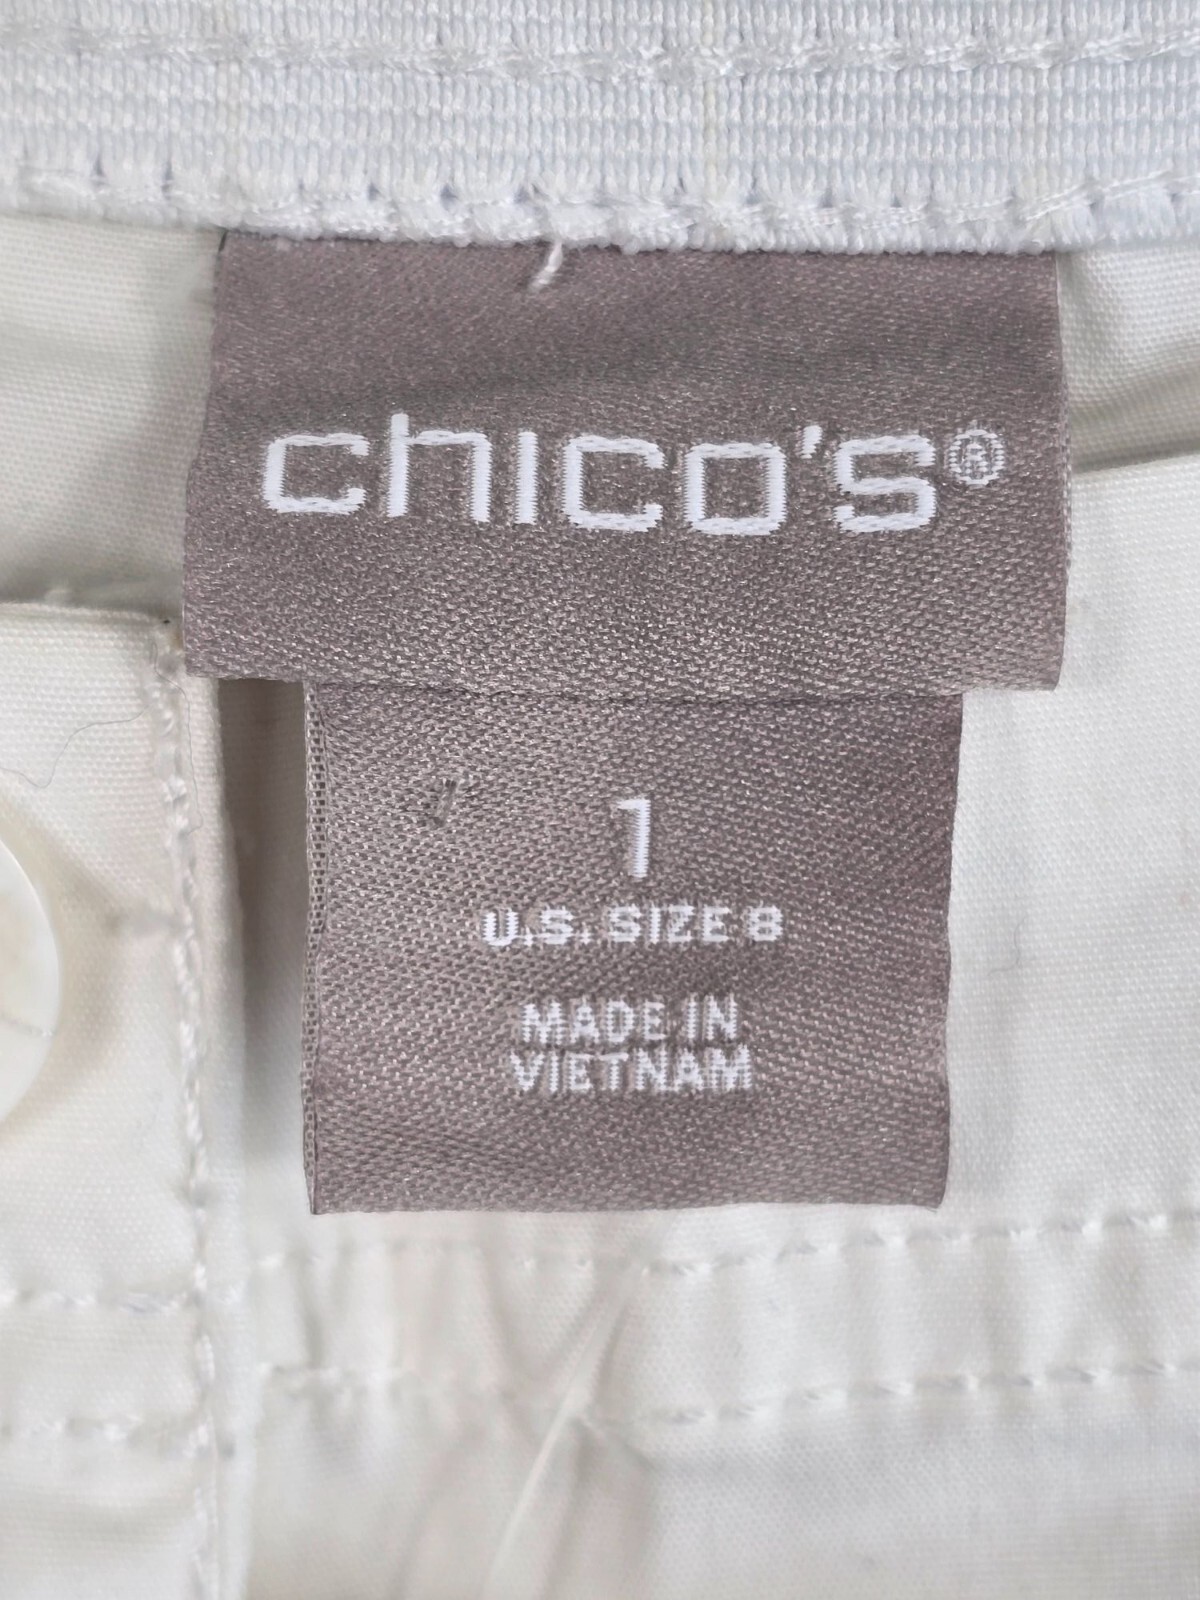 chico's®
1
U.S. SIZE 8
MADE IN
VIETNAM